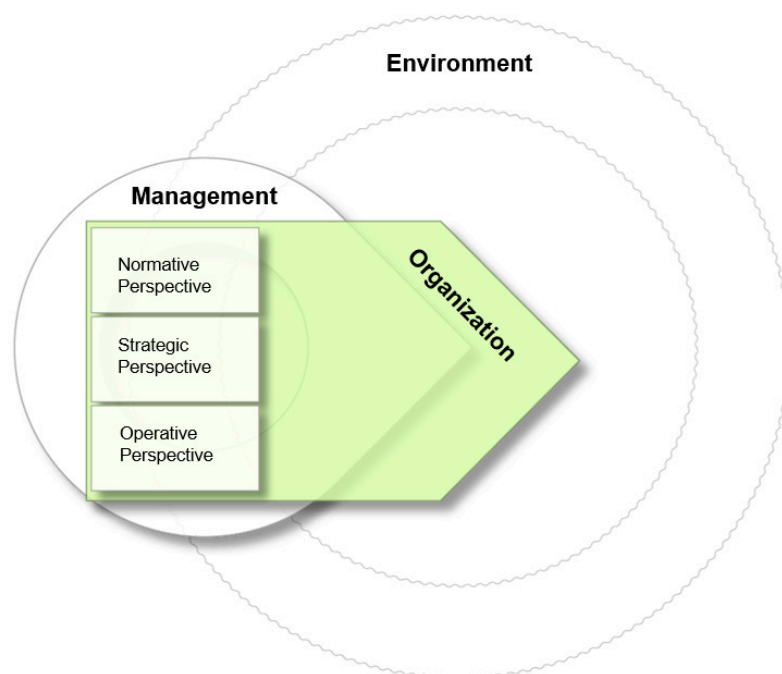 Environment
Management
Normative
Perspective
Organization
Strategic
Perspective
Operative
Perspective